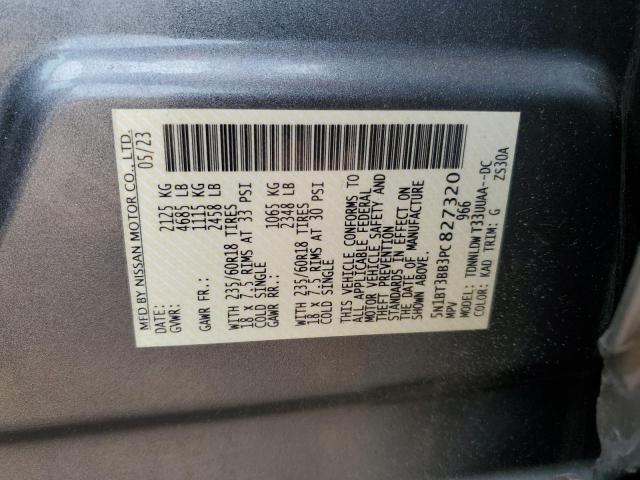 MFD BY NISSAN MOTOR CO., LTD.
DATE: 05/23
GVWR: 2125 KG
4685 LB
GAWR FR.: 1115 KG
2458 LB
WITH 235/60R18 TIRES
18 X 7.5 RIMS AT 33 PSI
COLD SINGLE
GAWR RR.: 1065 KG
2348 LB
WITH 235/60R18 TIRES
18 X 7.5 RIMS AT 30 PSI
COLD SINGLE
THIS VEHICLE CONFORMS TO
ALL APPLICABLE FEDERAL
MOTOR VEHICLE SAFETY AND
THEFT PREVENTION
STANDARDS IN EFFECT ON
THE DATE OF MANUFACTURE
SHOWN ABOVE.
5N1BT3BB3PC827320
MPV 966
MODEL: TDNNLDWT33UUAA--DC
COLOR: KAD TRIM: G ZS30A